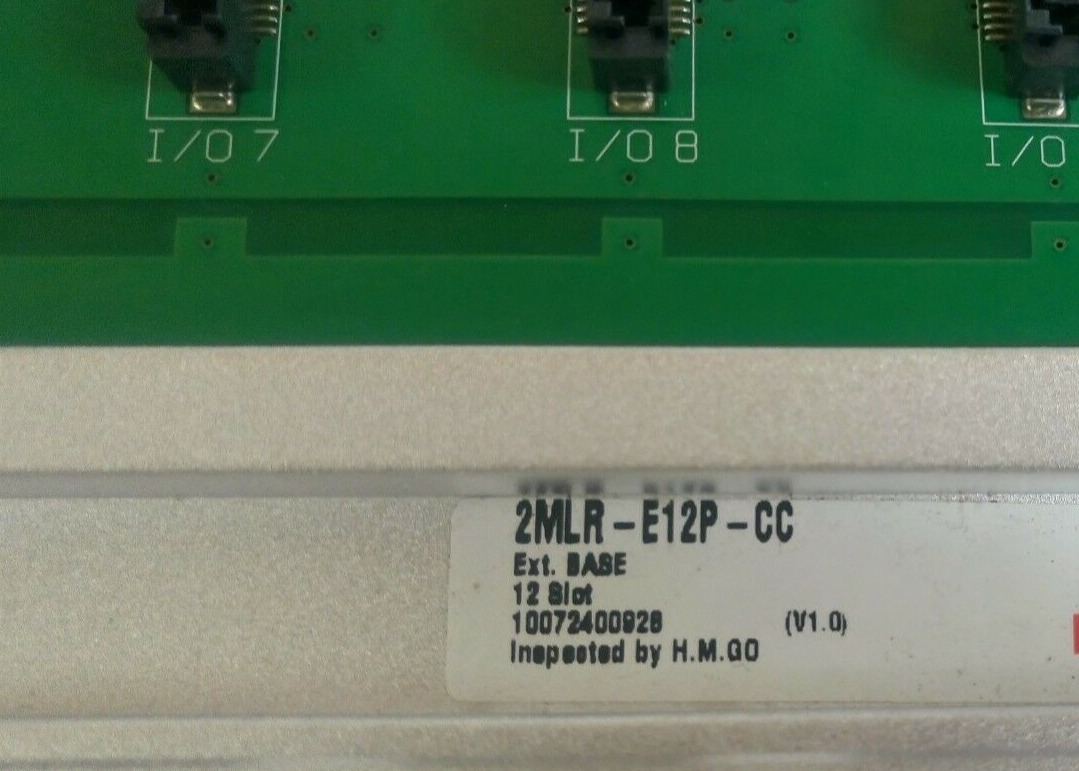 I/O 7
I/O 8
I/O
2MLR-E12P-CC
Ext. BASE
12 Slot
10072400928
(V1.0)
Inspected by H.M.GO